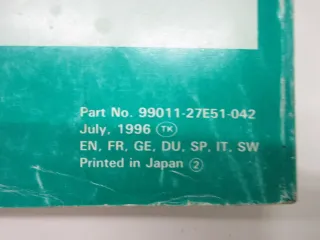 Part No. 99011-27E51-042
July, 1996 TK
EN, FR, GE, DU, SP, IT, SW
Printed in Japan 2